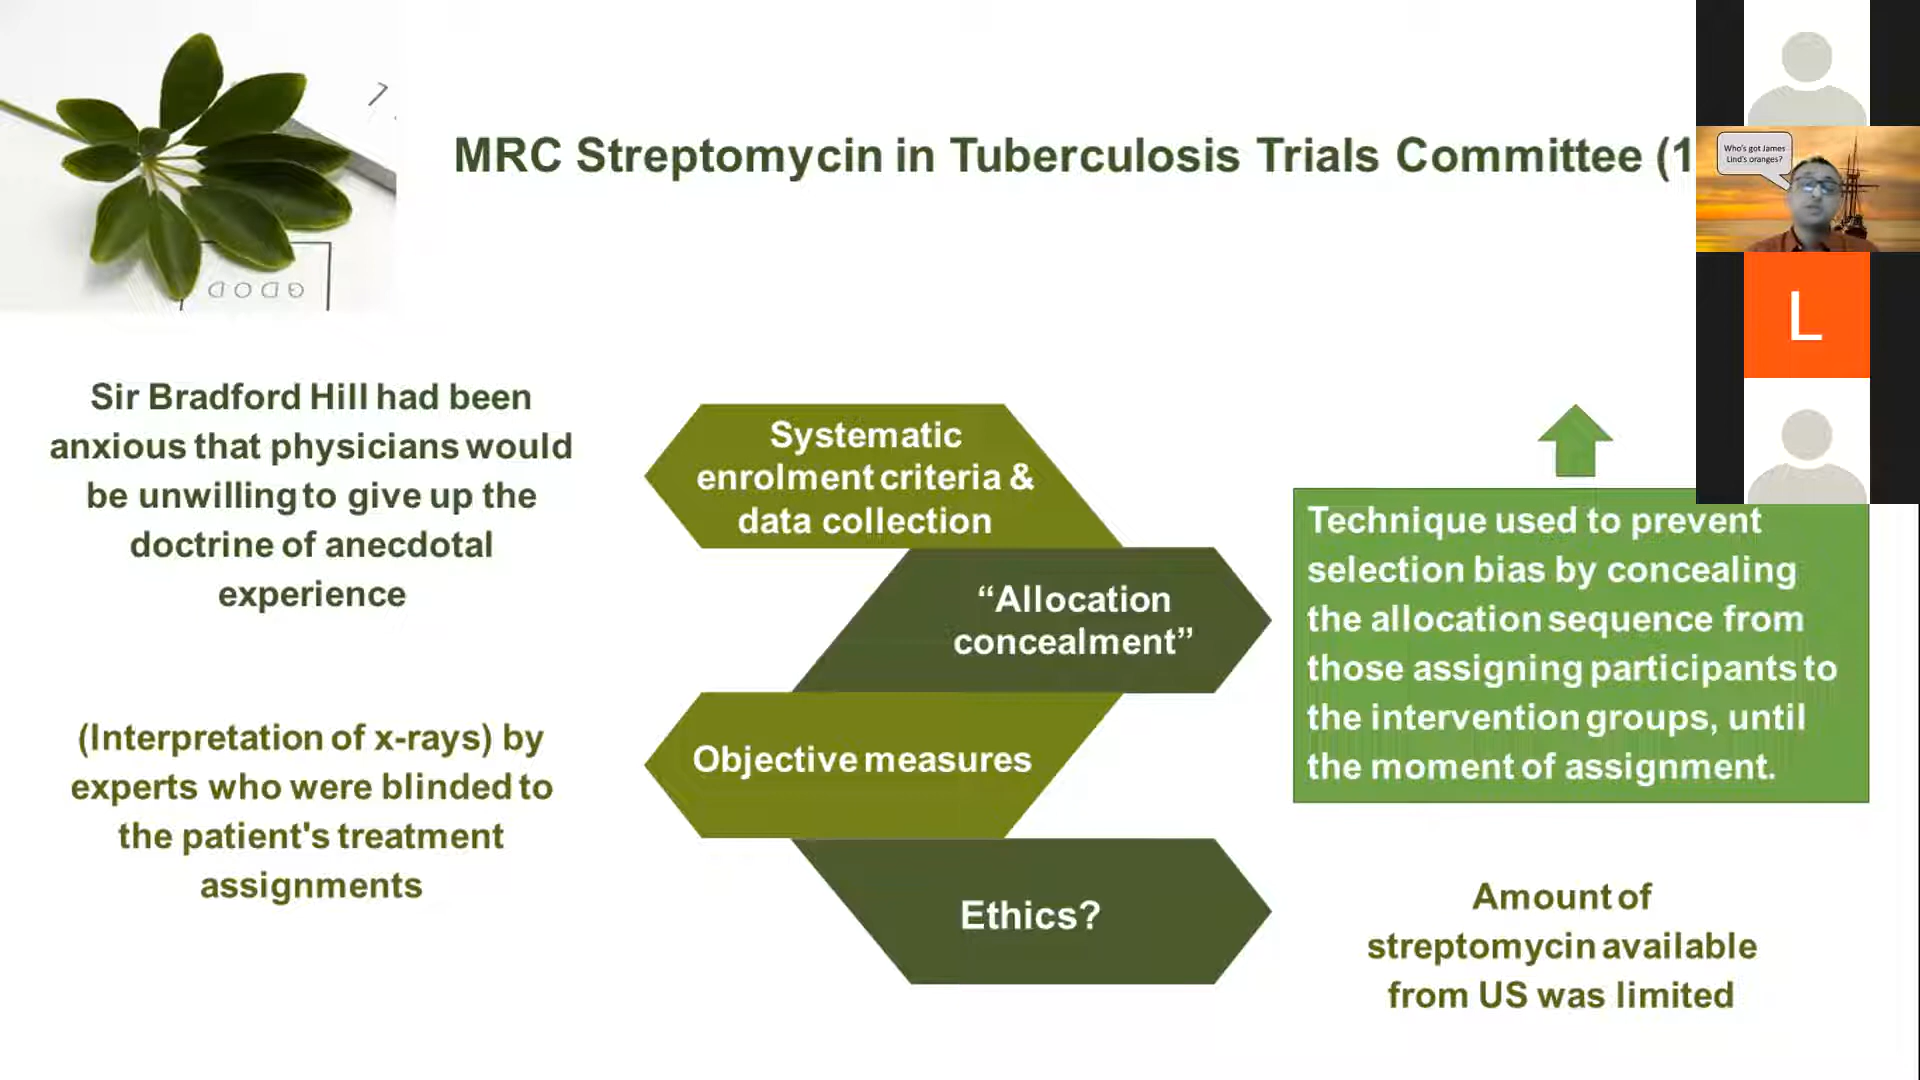 MRC Streptomycin in Tuberculosis Trials Committee (1
Who's got James
Lind's oranges?
L
Sir Bradford Hill had been
anxious that physicians would
be unwilling to give up the
doctrine of anecdotal
experience
Systematic
enrolment criteria &
data collection
“Allocation
concealment”
Technique used to prevent
selection bias by concealing
the allocation sequence from
those assigning participants to
the intervention groups, until
the moment of assignment.
(Interpretation of x-rays) by
experts who were blinded to
the patient's treatment
assignments
Objective measures
Ethics?
Amount of
streptomycin available
from US was limited